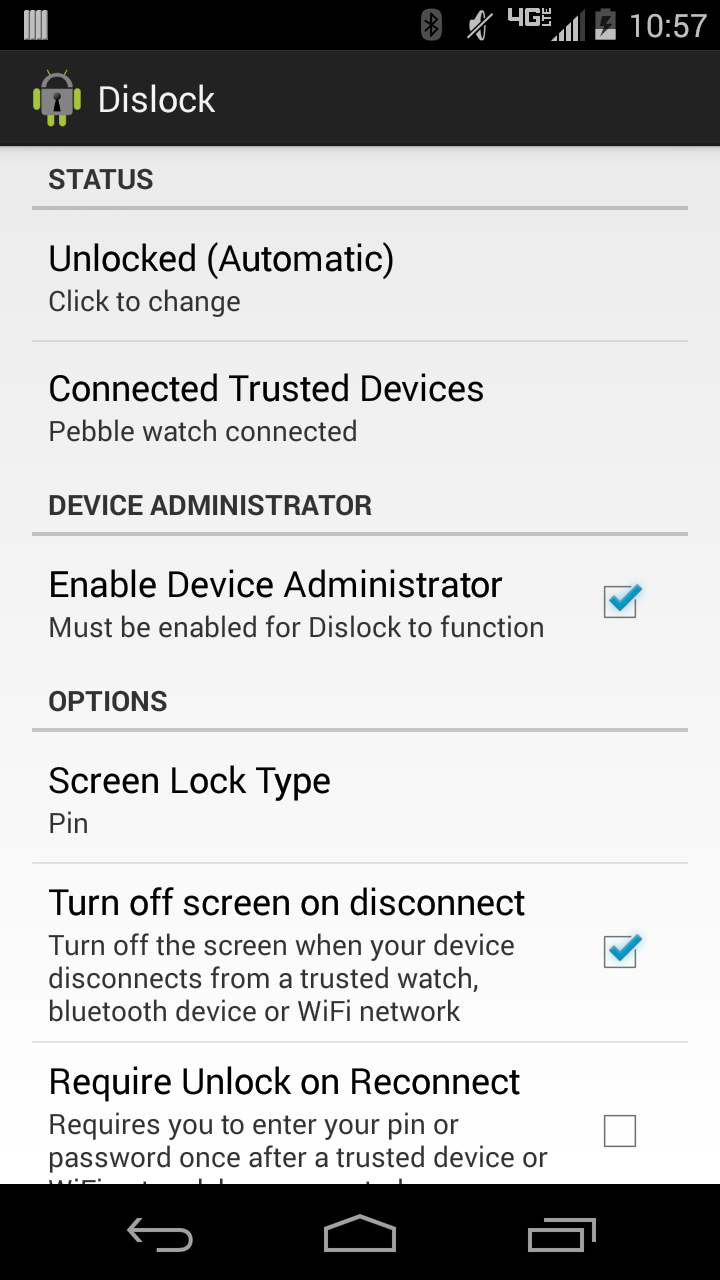 4G LTE 10:57
Dislock
STATUS
Unlocked (Automatic)
Click to change
Connected Trusted Devices
Pebble watch connected
DEVICE ADMINISTRATOR
Enable Device Administrator
Must be enabled for Dislock to function
OPTIONS
Screen Lock Type
Pin
Turn off screen on disconnect
Turn off the screen when your device
disconnects from a trusted watch,
bluetooth device or WiFi network
Require Unlock on Reconnect
Requires you to enter your pin or
password once after a trusted device or